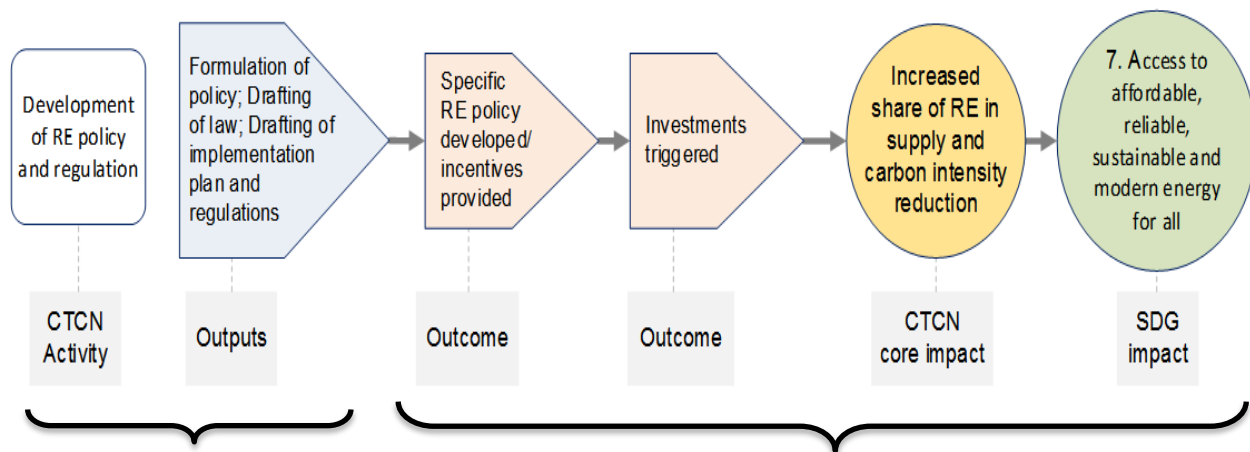 Development
of RE policy
and regulation
Formulation of
policy; Drafting
of law; Drafting of
implementation
plan and
regulations
Specific
RE policy
developed/
incentives
provided
Investments
triggered
Increased
share of RE in
supply and
carbon intensity
reduction
7. Access to
affordable,
reliable,
sustainable and
modern energy
for all
CTCN
Activity
Outputs
Outcome
Outcome
CTCN
core impact
SDG
impact